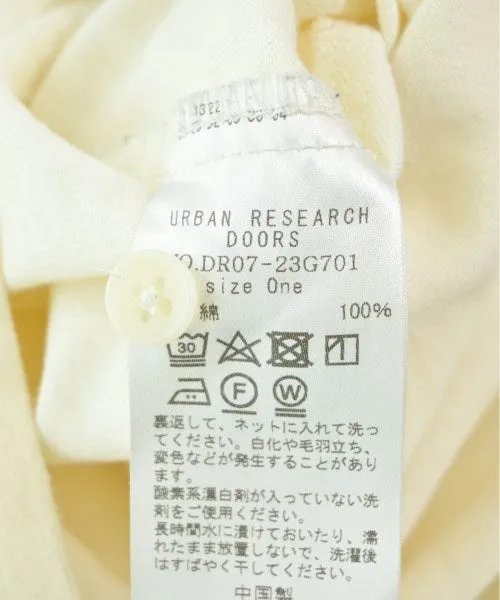 URBAN RESEARCH
DOORS
NO.DR07-23G701
size One
綿 100%
30
F W
裏返して、ネットに入れて洗っ
てください。白化や毛羽立ち、
変色などが発生することがあり
ます。
酸素系漂白剤が入っていない洗
剤をご使用ください。
長時間水に漬けておいたり、濡
れたまま放置しないで、洗濯後
はすばやく干してください。
中国製